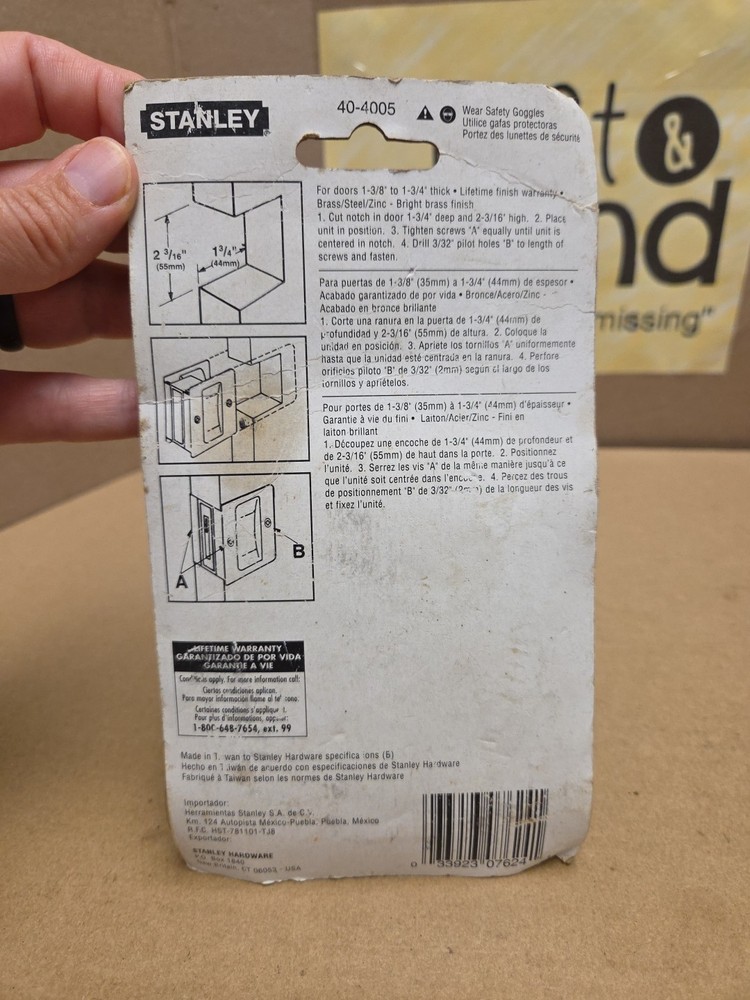 STANLEY
40-4005
Wear Safety Goggles
Utilice gafas protectoras
Portez des lunettes de sécurité
2 3/16"
(55mm)
1 3/4"
(44mm)
A
B
For doors 1-3/8" to 1-3/4" thick • Lifetime finish warranty •
Brass/Steel/Zinc - Bright brass finish
1. Cut notch in door 1-3/4" deep and 2-3/16" high. 2. Place
unit in position. 3. Tighten screws "A" equally until unit is
centered in notch. 4. Drill 3/32" pilot holes "B" to length of
screws and fasten.
Para puertas de 1-3/8" (35mm) a 1-3/4" (44mm) de espesor •
Acabado garantizado de por vida • Bronce/Acero/Zinc -
Acabado en bronce brillante
1. Corte una ranura en la puerta de 1-3/4" (44mm) de
profundidad y 2-3/16" (55mm) de altura. 2. Coloque la
unidad en posición. 3. Apriete los tornillos "A" uniformemente
hasta que la unidad esté centrada en la ranura. 4. Perfore
orificios piloto "B" de 3/32" (2mm) según el largo de los
tornillos y apriételos.
Pour portes de 1-3/8" (35mm) à 1-3/4" (44mm) d'épaisseur •
Garantie à vie du fini • Laiton/Acier/Zinc - Fini en
laiton brillant
1. Découpez une encoche de 1-3/4" (44mm) de profondeur et
de 2-3/16" (55mm) de haut dans la porte. 2. Positionnez
l'unité. 3. Serrez les vis "A" de la même manière jusqu'à ce
que l'unité soit centrée dans l'encoche. 4. Percez des trous
de positionnement "B" de 3/32" de la longueur des vis
et fixez l'unité.
LIFETIME WARRANTY
GARANTIZADO DE POR VIDA
GARANTIE A VIE
Conditions apply. For more information call:
Ciertas condiciones aplican.
Para mayor información llame al
Certaines conditions s'appliquent.
Pour plus d'informations,
1-800-648-7654, ext. 99
Made in Taiwan to Stanley Hardware specifications (6)
Hecho en Taiwán de acuerdo con especificaciones de Stanley Hardware
Fabriqué à Taiwan selon les normes de Stanley Hardware
Importador:
Herramientas Stanley S.A. de C.V.
Km. 124 Autopista México-Puebla, Puebla, México
R.F.C. HST-781101-TJ8
Exportador:
STANLEY HARDWARE
P.O. Box 1840
New Britain, CT 06053 - USA
0 33923 07624
&
missing"